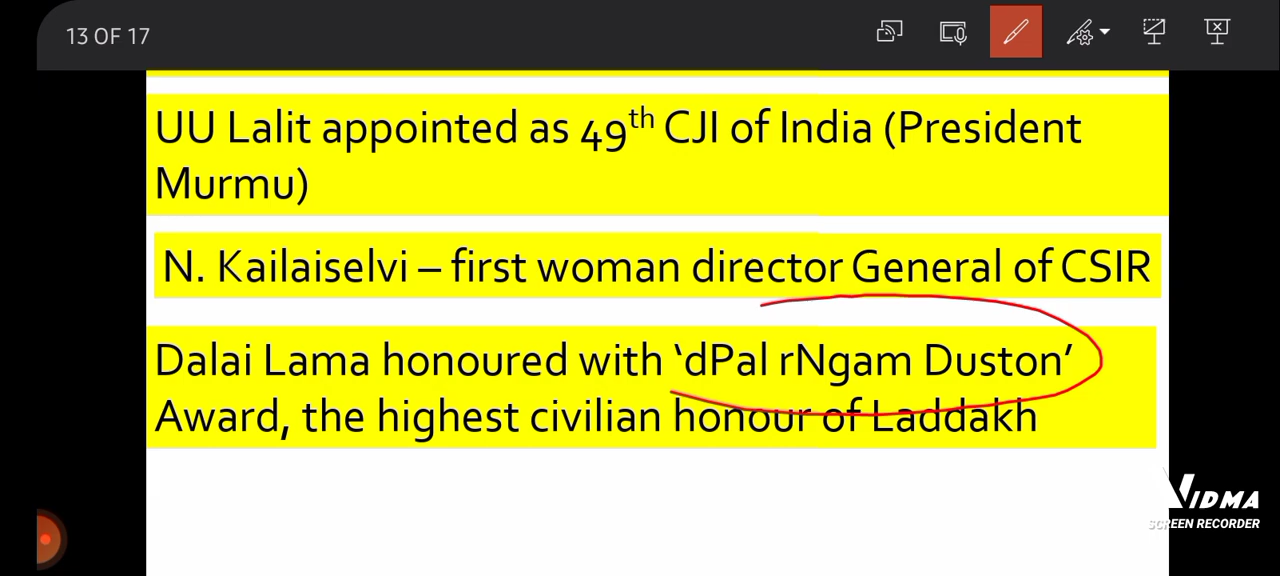 13 OF 17
UU Lalit appointed as 49th CJI of India (President
Murmu)
N. Kailaiselvi – first woman director General of CSIR
Dalai Lama honoured with ‘dPal rNgam Duston’
Award, the highest civilian honour of Laddakh
VIDMA
SCREEN RECORDER